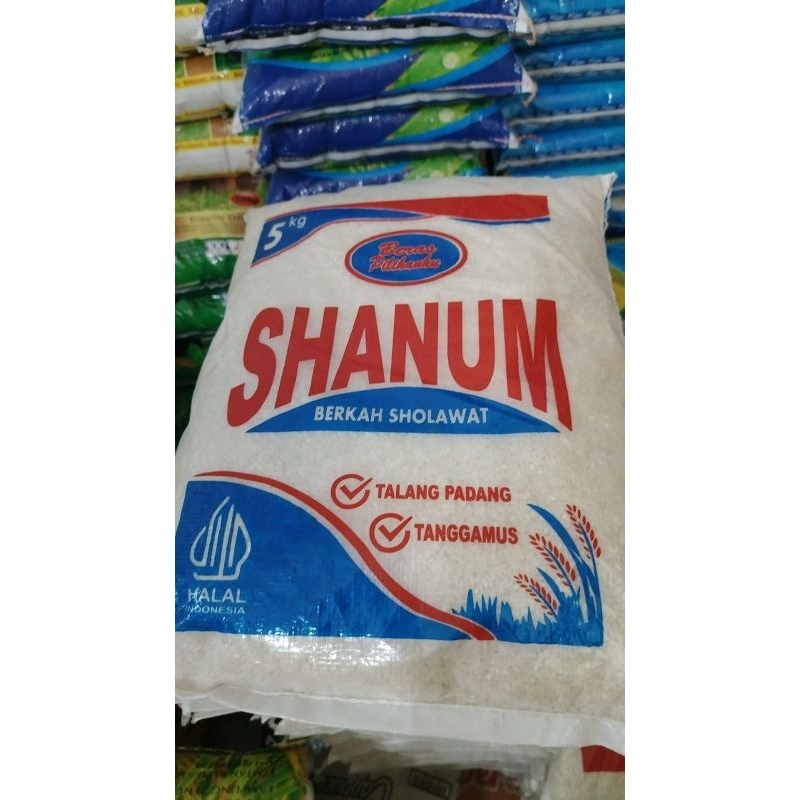 5 kg
Beras
Pilihanku
SHANUM
BERKAH SHOLAWAT
TALANG PADANG
TANGGAMUS
HALAL
INDONESIA